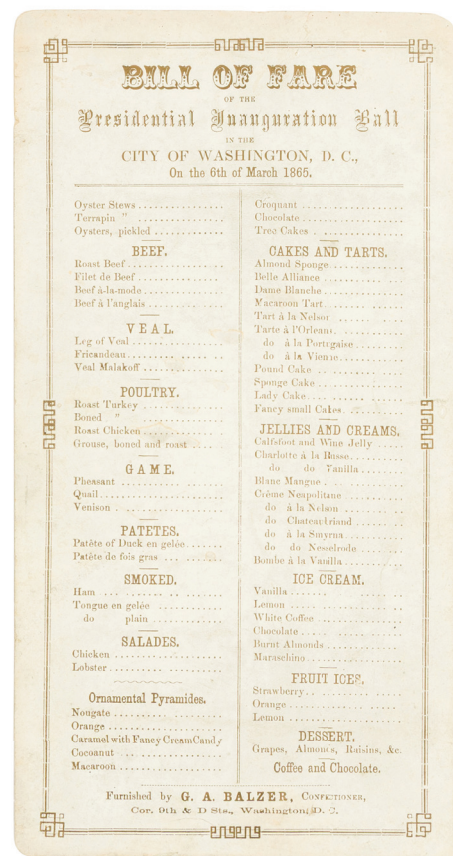 BILL OF FARE
OF THE
Presidential Inauguration Ball
IN THE
CITY OF WASHINGTON, D. C.,
On the 6th of March 1865.
Oyster Stews
Terrapin "
Oysters, pickled
BEEF.
Roast Beef
Filet de Beef
Beef à-la-mode
Beef à l'anglais
VEAL.
Leg of Veal
Fricandeau
Veal Malakoff
POULTRY.
Roast Turkey
Boned "
Roast Chicken
Grouse, boned and roast
GAME.
Pheasant
Quail
Venison
PATETES.
Patète of Duck en gelée
Patète de fois gras
SMOKED.
Ham
Tongue en gelée
do plain
SALADES.
Chicken
Lobster
Ornamental Pyramides.
Nougate
Orange
Caramel with Fancy Cream Candy
Cocoanut
Macaroon
Croquant
Chocolate
Tree Cakes
CAKES AND TARTS.
Almond Sponge
Belle Alliance
Dame Blanche
Macaroon Tart
Tart à la Nelson
Tarte à l'Orleans
do à la Portugaise
do à la Vienne
Pound Cake
Sponge Cake
Lady Cake
Fancy small Cakes
JELLIES AND CREAMS.
Calfsfoot and Wine Jelly
Charlotte à la Russe
do do Vanilla
Blanc Mangue
Crême Neapolitane
do à la Nelson
do Chateaubriand
do à la Smyrna
do do Nesselrode
Bombe à la Vanilla
ICE CREAM.
Vanilla
Lemon
White Coffee
Chocolate
Burnt Almonds
Maraschino
FRUIT ICES.
Strawberry
Orange
Lemon
DESSERT.
Grapes, Almonds, Raisins, &c.
Coffee and Chocolate.
Furnished by G. A. BALZER, CONFECTIONER,
Cor. 9th & D Sts., Washington, D. C.